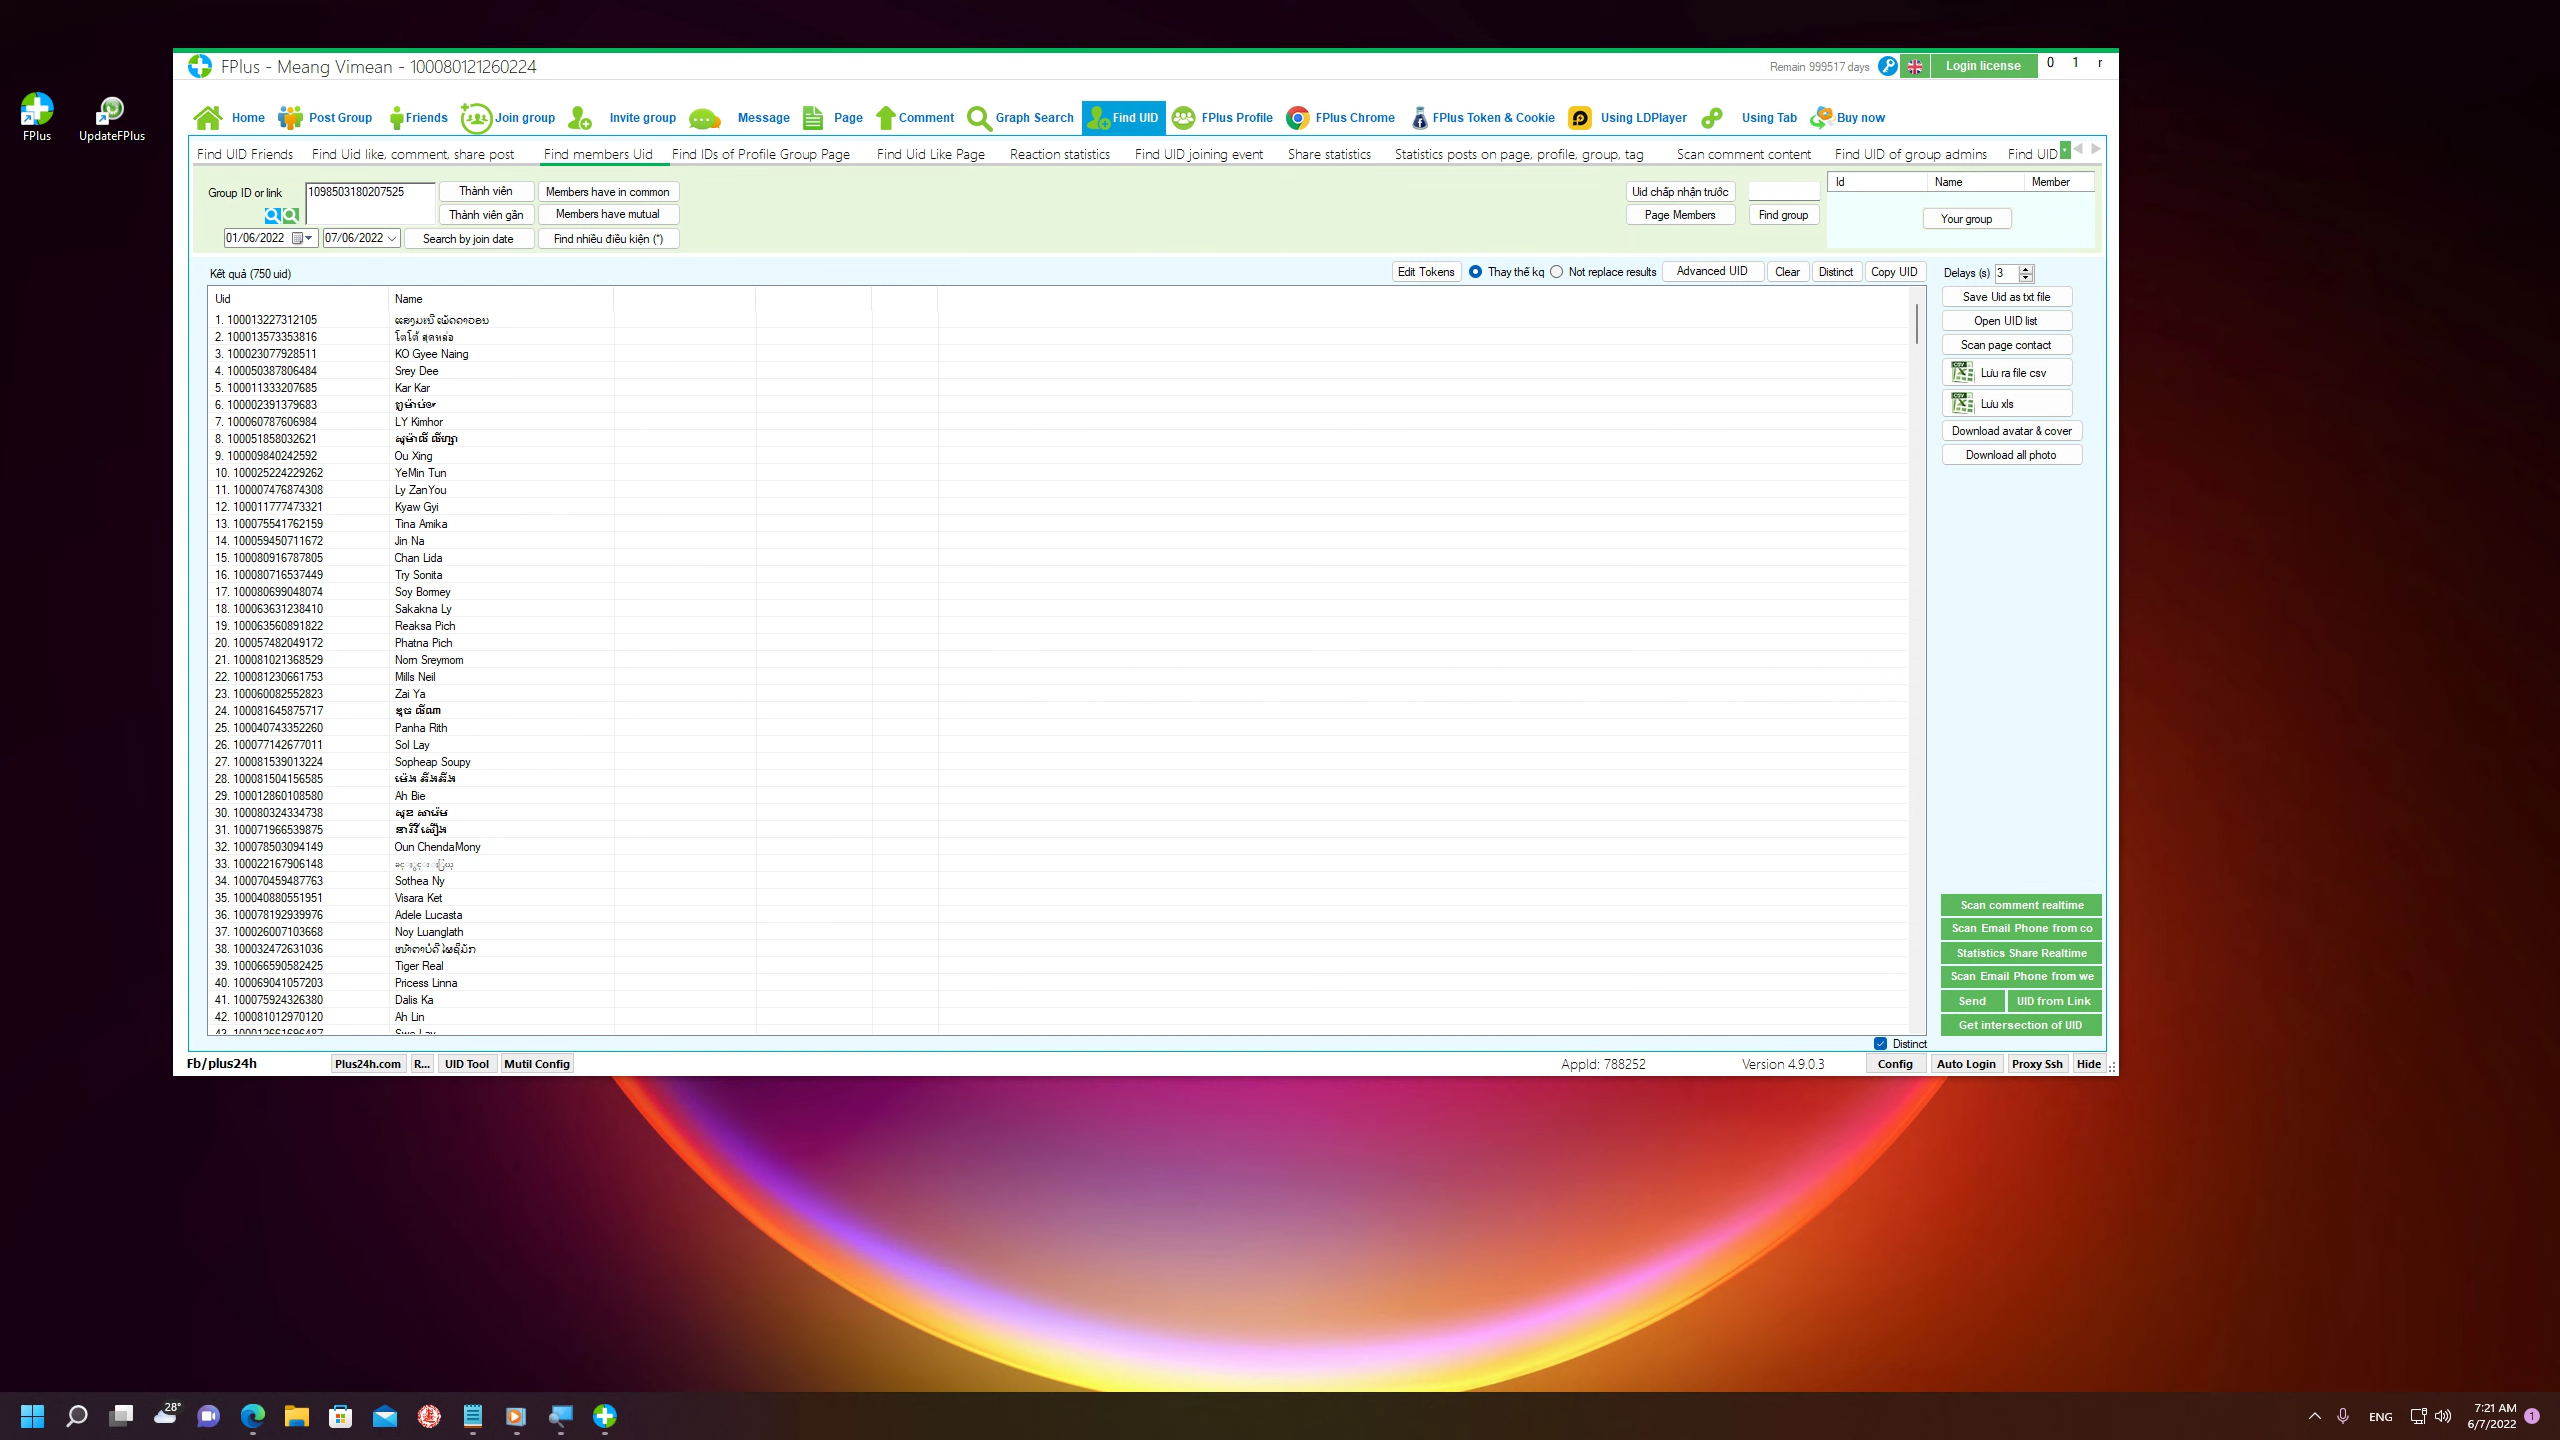 FPlus
UpdateFPlus
FPlus - Meang Vimean - 100080121260224
Remain 999517 days
Login license
0 1 r
Home Post Group Friends Join group Invite group Message Page Comment Graph Search Find UID FPlus Profile FPlus Chrome FPlus Token & Cookie Using LDPlayer Using Tab Buy now
Find UID Friends Find Uid like, comment, share post Find members Uid Find IDs of Profile Group Page Find Uid Like Page Reaction statistics Find UID joining event Share statistics Statistics posts on page, profile, group, tag Scan comment content Find UID of group admins Find UID
Group ID or link 1098503180207525 Thành viên Members have in common Uid chấp nhận trước Id Name Member
Thành viên gần Members have mutual Page Members Find group Your group
01/06/2022 07/06/2022 Search by join date Find nhiều điều kiện (*)
Kết quả (750 uid) Edit Tokens Thay thế kq Not replace results Advanced UID Clear Distinct Copy UID Delays (s) 3
Uid Name
1. 100013227312105
2. 100013573353816 โตโต้ สุดหล่อ
3. 100023077928511 KO Gyee Naing
4. 100050387806484 Srey Dee
5. 100011333207685 Kar Kar
6. 100002391379683
7. 100060787606984 LY Kimhor
8. 100051858032621
9. 100009840242592 Ou Xing
10. 100025224229262 YeMin Tun
11. 100007476874308 Ly ZanYou
12. 100011777473321 Kyaw Gyi
13. 100075541762159 Tina Amika
14. 100059450711672 Jin Na
15. 100080916787805 Chan Lida
16. 100080716537449 Try Sonita
17. 100080699048074 Soy Bormey
18. 100063631238410 Sakakna Ly
19. 100063560891822 Reaksa Pich
20. 100057482049172 Phatna Pich
21. 100081021368529 Norn Sreymom
22. 100081230661753 Mills Neil
23. 100060082552823 Zai Ya
24. 100081645875717
25. 100040743352260 Panha Rith
26. 100077142677011 Sol Lay
27. 100081539013224 Sopheap Soupy
28. 100081504156585
29. 100012860108580 Ah Bie
30. 100080324334738
31. 100071966539875
32. 100078503094149 Oun ChendaMony
33. 100022167906148
34. 100070459487763 Sothea Ny
35. 100040880551951 Visara Ket
36. 100078192939976 Adele Lucasta
37. 100026007103668 Noy Luanglath
38. 100032472631036
39. 100066590582425 Tiger Real
40. 100069041057203 Pricess Linna
41. 100075924326380 Dalis Ka
42. 100081012970120 Ah Lin
Save Uid as txt file
Open UID list
Scan page contact
Lưu ra file csv
Lưu xls
Download avatar & cover
Download all photo
Scan comment realtime
Scan Email Phone from co
Statistics Share Realtime
Scan Email Phone from we
Send UID from Link
Get intersection of UID
Distinct
Fb/plus24h Plus24h.com R... UID Tool Mutil Config AppId: 788252 Version 4.9.0.3 Config Auto Login Proxy Ssh Hide
28°
ENG
7:21 AM
6/7/2022
1